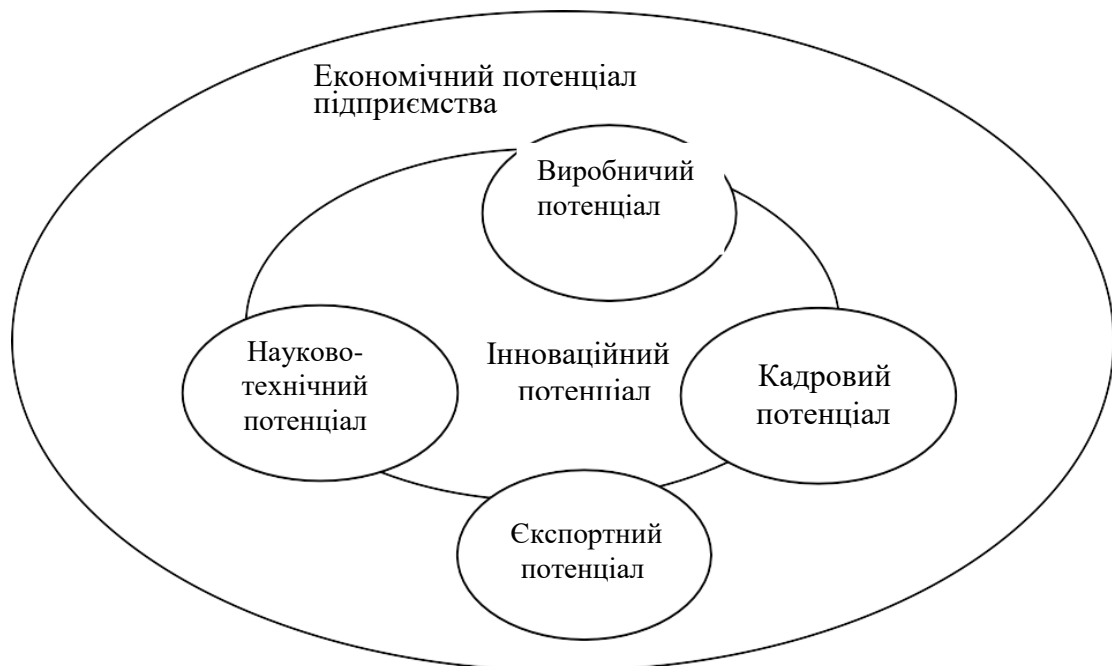 Економічний потенціал
підприємства
Виробничий
потенціал
Науково-
технічний
потенціал
Інноваційний
потенціал
Кадровий
потенціал
Єкспортний
потенціал